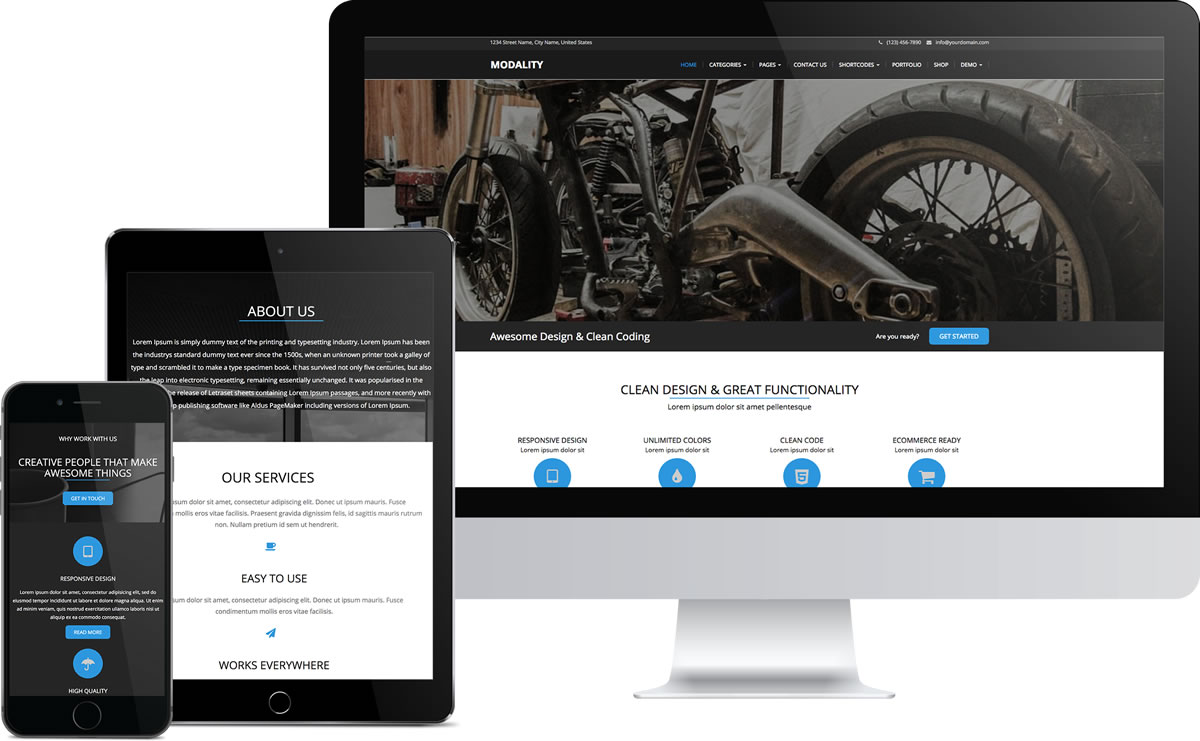 1234 Street Name, City Name, United States
(123) 456-7890 info@yourdomain.com
MODALITY
HOME CATEGORIES PAGES CONTACT US SHORTCODES PORTFOLIO SHOP DEMO
Awesome Design & Clean Coding
Are you ready? GET STARTED
CLEAN DESIGN & GREAT FUNCTIONALITY
Lorem ipsum dolor sit amet pellentesque
RESPONSIVE DESIGN
Lorem ipsum dolor sit
UNLIMITED COLORS
Lorem ipsum dolor sit
CLEAN CODE
Lorem ipsum dolor sit
ECOMMERCE READY
Lorem ipsum dolor sit
ABOUT US
Lorem Ipsum is simply dummy text of the printing and typesetting industry. Lorem Ipsum has been
the industrys standard dummy text ever since the 1500s, when an unknown printer took a galley of
type and scrambled it to make a type specimen book. It has survived not only five centuries, but also
the leap into electronic typesetting, remaining essentially unchanged. It was popularised in the
the release of Letraset sheets containing Lorem Ipsum passages, and more recently with
publishing software like Aldus PageMaker including versions of Lorem Ipsum.
OUR SERVICES
dolor sit amet, consectetur adipiscing elit. Donec ut ipsum mauris. Fusce
mollis eros vitae facilisis. Praesent gravida dignissim felis, id sagittis mauris rutrum
non. Nullam pretium id sem ut hendrerit.
EASY TO USE
dolor sit amet, consectetur adipiscing elit. Donec ut ipsum mauris. Fusce
condimentum mollis eros vitae facilisis.
WORKS EVERYWHERE
WHY WORK WITH US
CREATIVE PEOPLE THAT MAKE
AWESOME THINGS
GET IN TOUCH
RESPONSIVE DESIGN
Lorem ipsum dolor sit amet, consectetur adipiscing elit, sed do
eiusmod tempor incididunt ut labore et dolore magna aliqua. Ut enim
ad minim veniam, quis nostrud exercitation ullamco laboris nisi ut
aliquip ex ea commodo consequat.
READ MORE
HIGH QUALITY